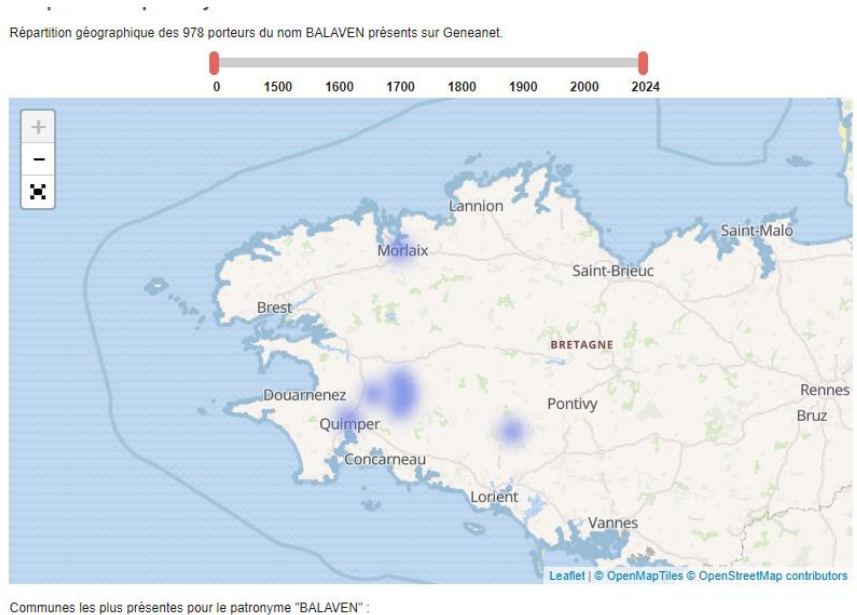 Répartition géographique des 978 porteurs du nom BALAVEN présents sur Geneanet.
0 1500 1600 1700 1800 1900 2000 2024
+
-
Lannion
Saint-Malo
Morlaix
Saint-Brieuc
Brest
BRETAGNE
Douarnenez
Rennes
Pontivy
Bruz
Quimper
Concarneau
Lorient
Vannes
Leaflet | © OpenMapTiles © OpenStreetMap contributors
Communes les plus présentes pour le patronyme "BALAVEN" :